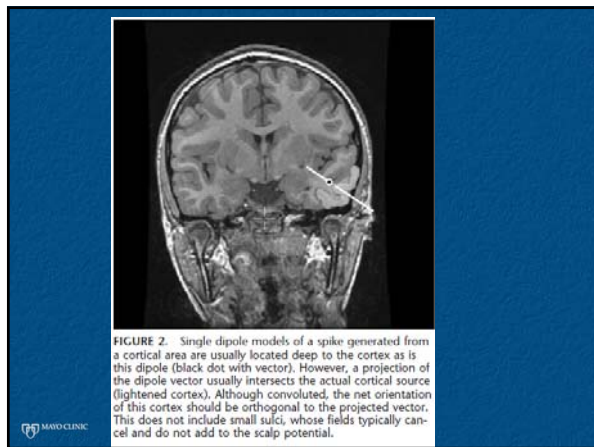 FIGURE 2. Single dipole models of a spike generated from
a cortical area are usually located deep to the cortex as is
this dipole (black dot with vector). However, a projection of
the dipole vector usually intersects the actual cortical source
(lightened cortex). Although convoluted, the net orientation
of this cortex should be orthogonal to the projected vector.
This does not include small sulci, whose fields typically can-
cel and do not add to the scalp potential.
MAYO CLINIC